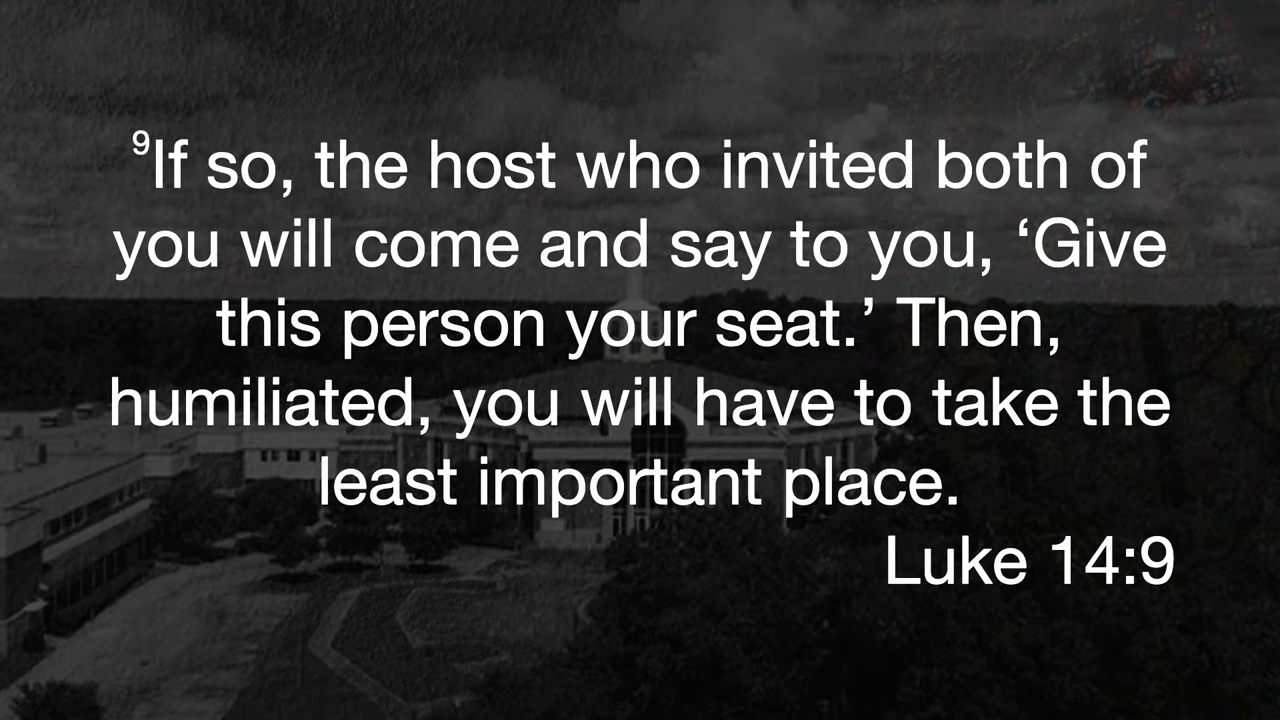 ⁹If so, the host who invited both of
you will come and say to you, ‘Give
this person your seat.’ Then,
humiliated, you will have to take the
least important place.
Luke 14:9